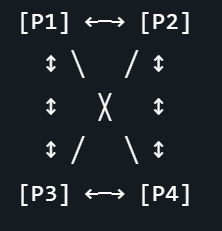 [P1] ⟷ [P2]
↕ \ / ↕
↕ ╳ ↕
↕ / \ ↕
[P3] ⟷ [P4]